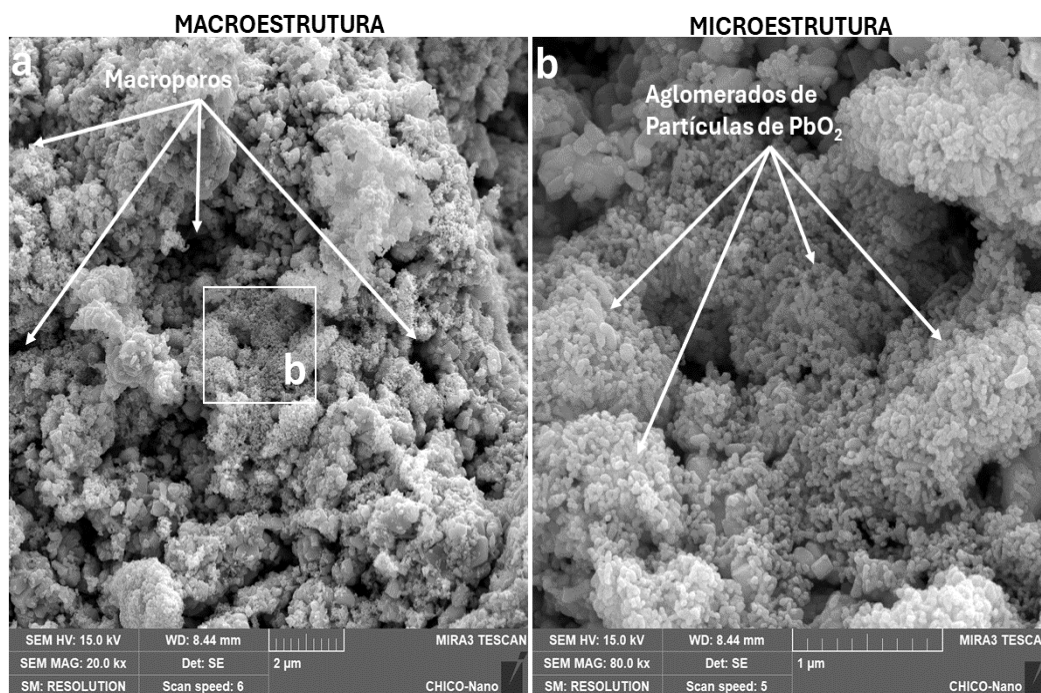 MACROESTRUTURA
a
Macroporos
b
SEM HV: 15.0 kV
WD: 8.44 mm
MIRA3 TESCAN
SEM MAG: 20.0 kx
Det: SE
2 µm
SM: RESOLUTION
Scan speed: 6
CHICO-Nano
MICROESTRUTURA
b
Aglomerados de
Partículas de PbO₂
SEM HV: 15.0 kV
WD: 8.44 mm
MIRA3 TESCA
SEM MAG: 80.0 kx
Det: SE
1 µm
SM: RESOLUTION
Scan speed: 5
CHICO-Nano